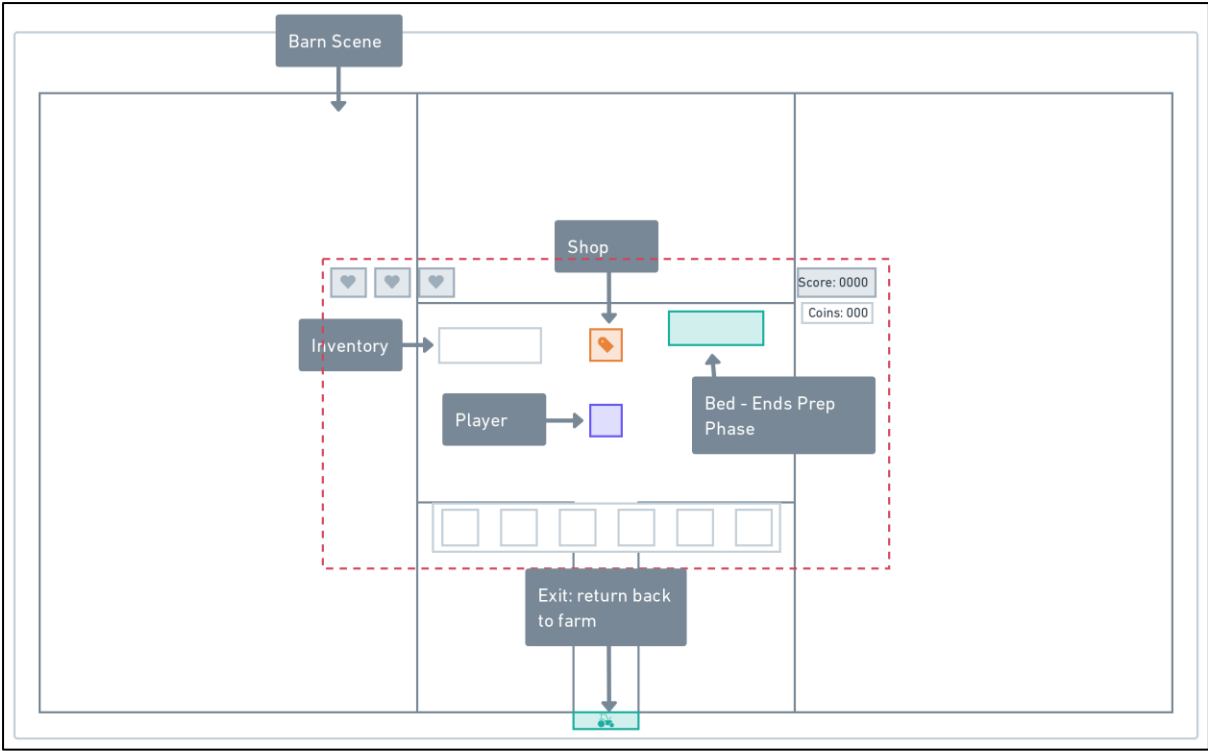 Barn Scene
Shop
Score: 0000
Coins: 000
Inventory
Player
Bed - Ends Prep
Phase
Exit: return back
to farm